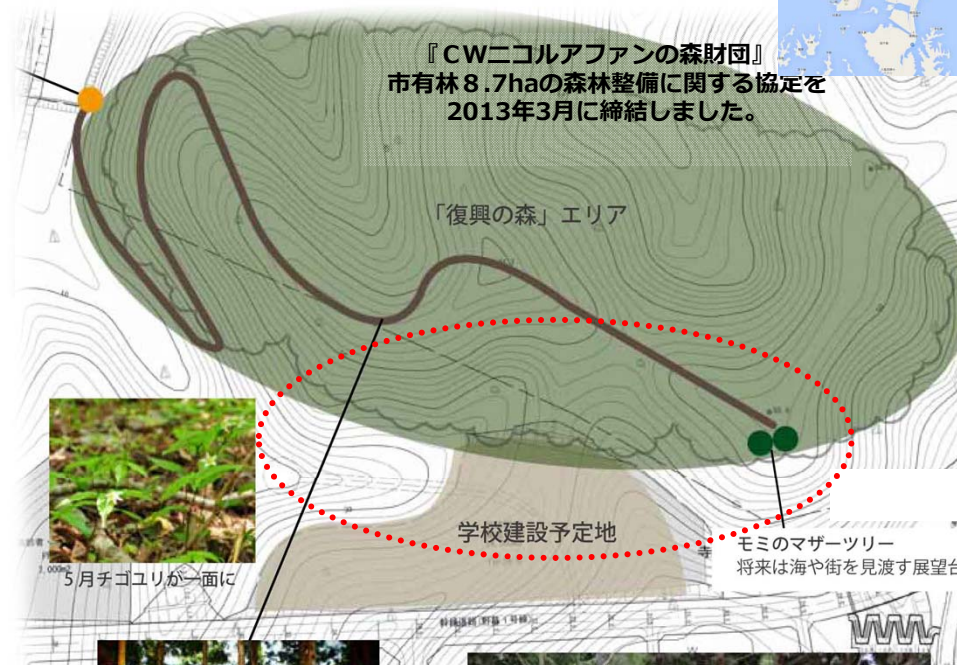 『ＣＷニコルアファンの森財団』
市有林８.7haの森林整備に関する協定を
2013年3月に締結しました。
「復興の森」エリア
学校建設予定地
モミのマザーツリー
将来は海や街を見渡す展望台
５月チゴユリが一面に